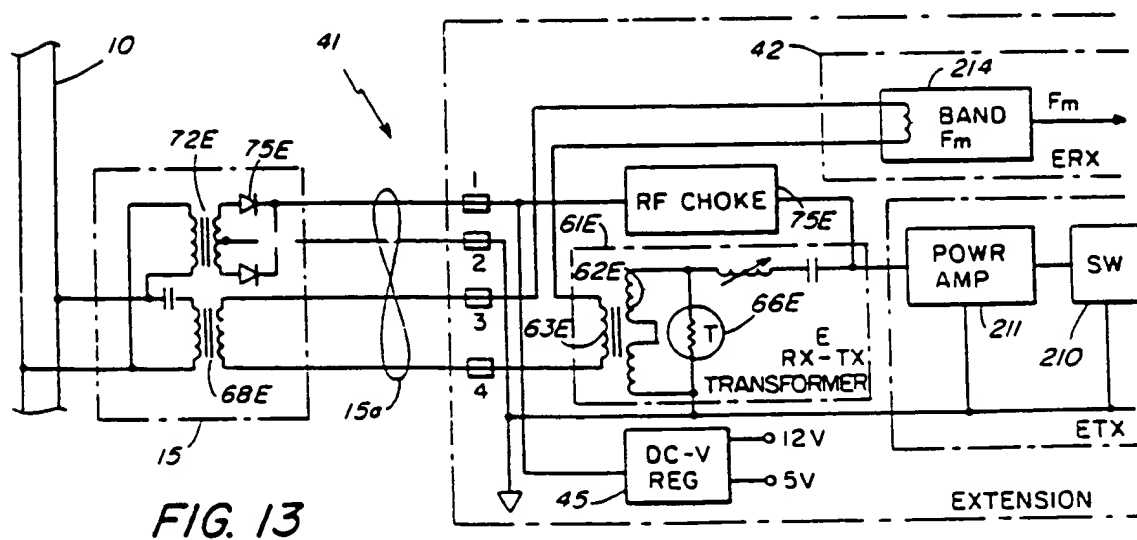 10
41
42
214
BAND
Fm
Fm
ERX
72E
75E
1
2
3
4
RF CHOKE
75E
61E
62E
63E
66E
T
E
RX-TX
TRANSFORMER
POWR
AMP
211
SW
210
ETX
68E
15
15a
DC-V
REG
45
12V
5V
EXTENSION
FIG. 13